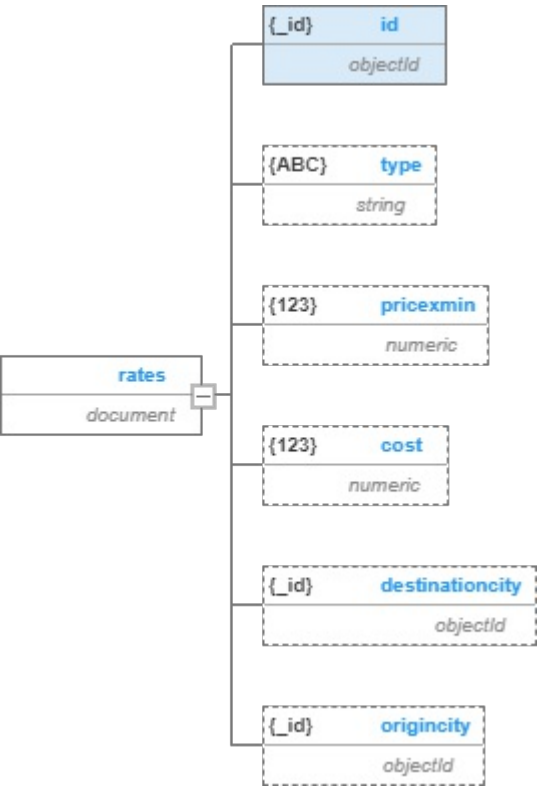 {_id} id
objectId
{ABC} type
string
{123} pricexmin
numeric
rates
document
{123} cost
numeric
{_id} destinationcity
objectId
{_id} origincity
objectId